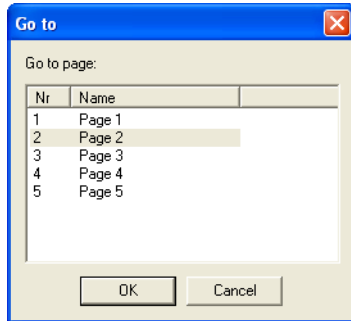 Go to
Go to page:
Nr Name
1 Page 1
2 Page 2
3 Page 3
4 Page 4
5 Page 5
OK Cancel